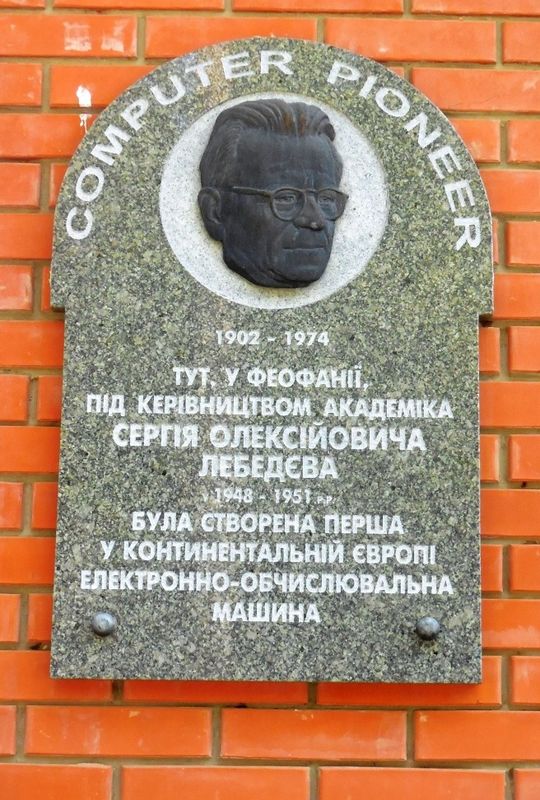 COMPUTER PIONEER
1902 - 1974
ТУТ, У ФЕОФАНІЇ,
ПІД КЕРІВНИЦТВОМ АКАДЕМІКА
СЕРГІЯ ОЛЕКСІЙОВИЧА
ЛЕБЕДЄВА
у 1948 - 1951 р.р.
БУЛА СТВОРЕНА ПЕРША
У КОНТИНЕНТАЛЬНІЙ ЄВРОПІ
ЕЛЕКТРОННО-ОБЧИСЛЮВАЛЬНА
МАШИНА